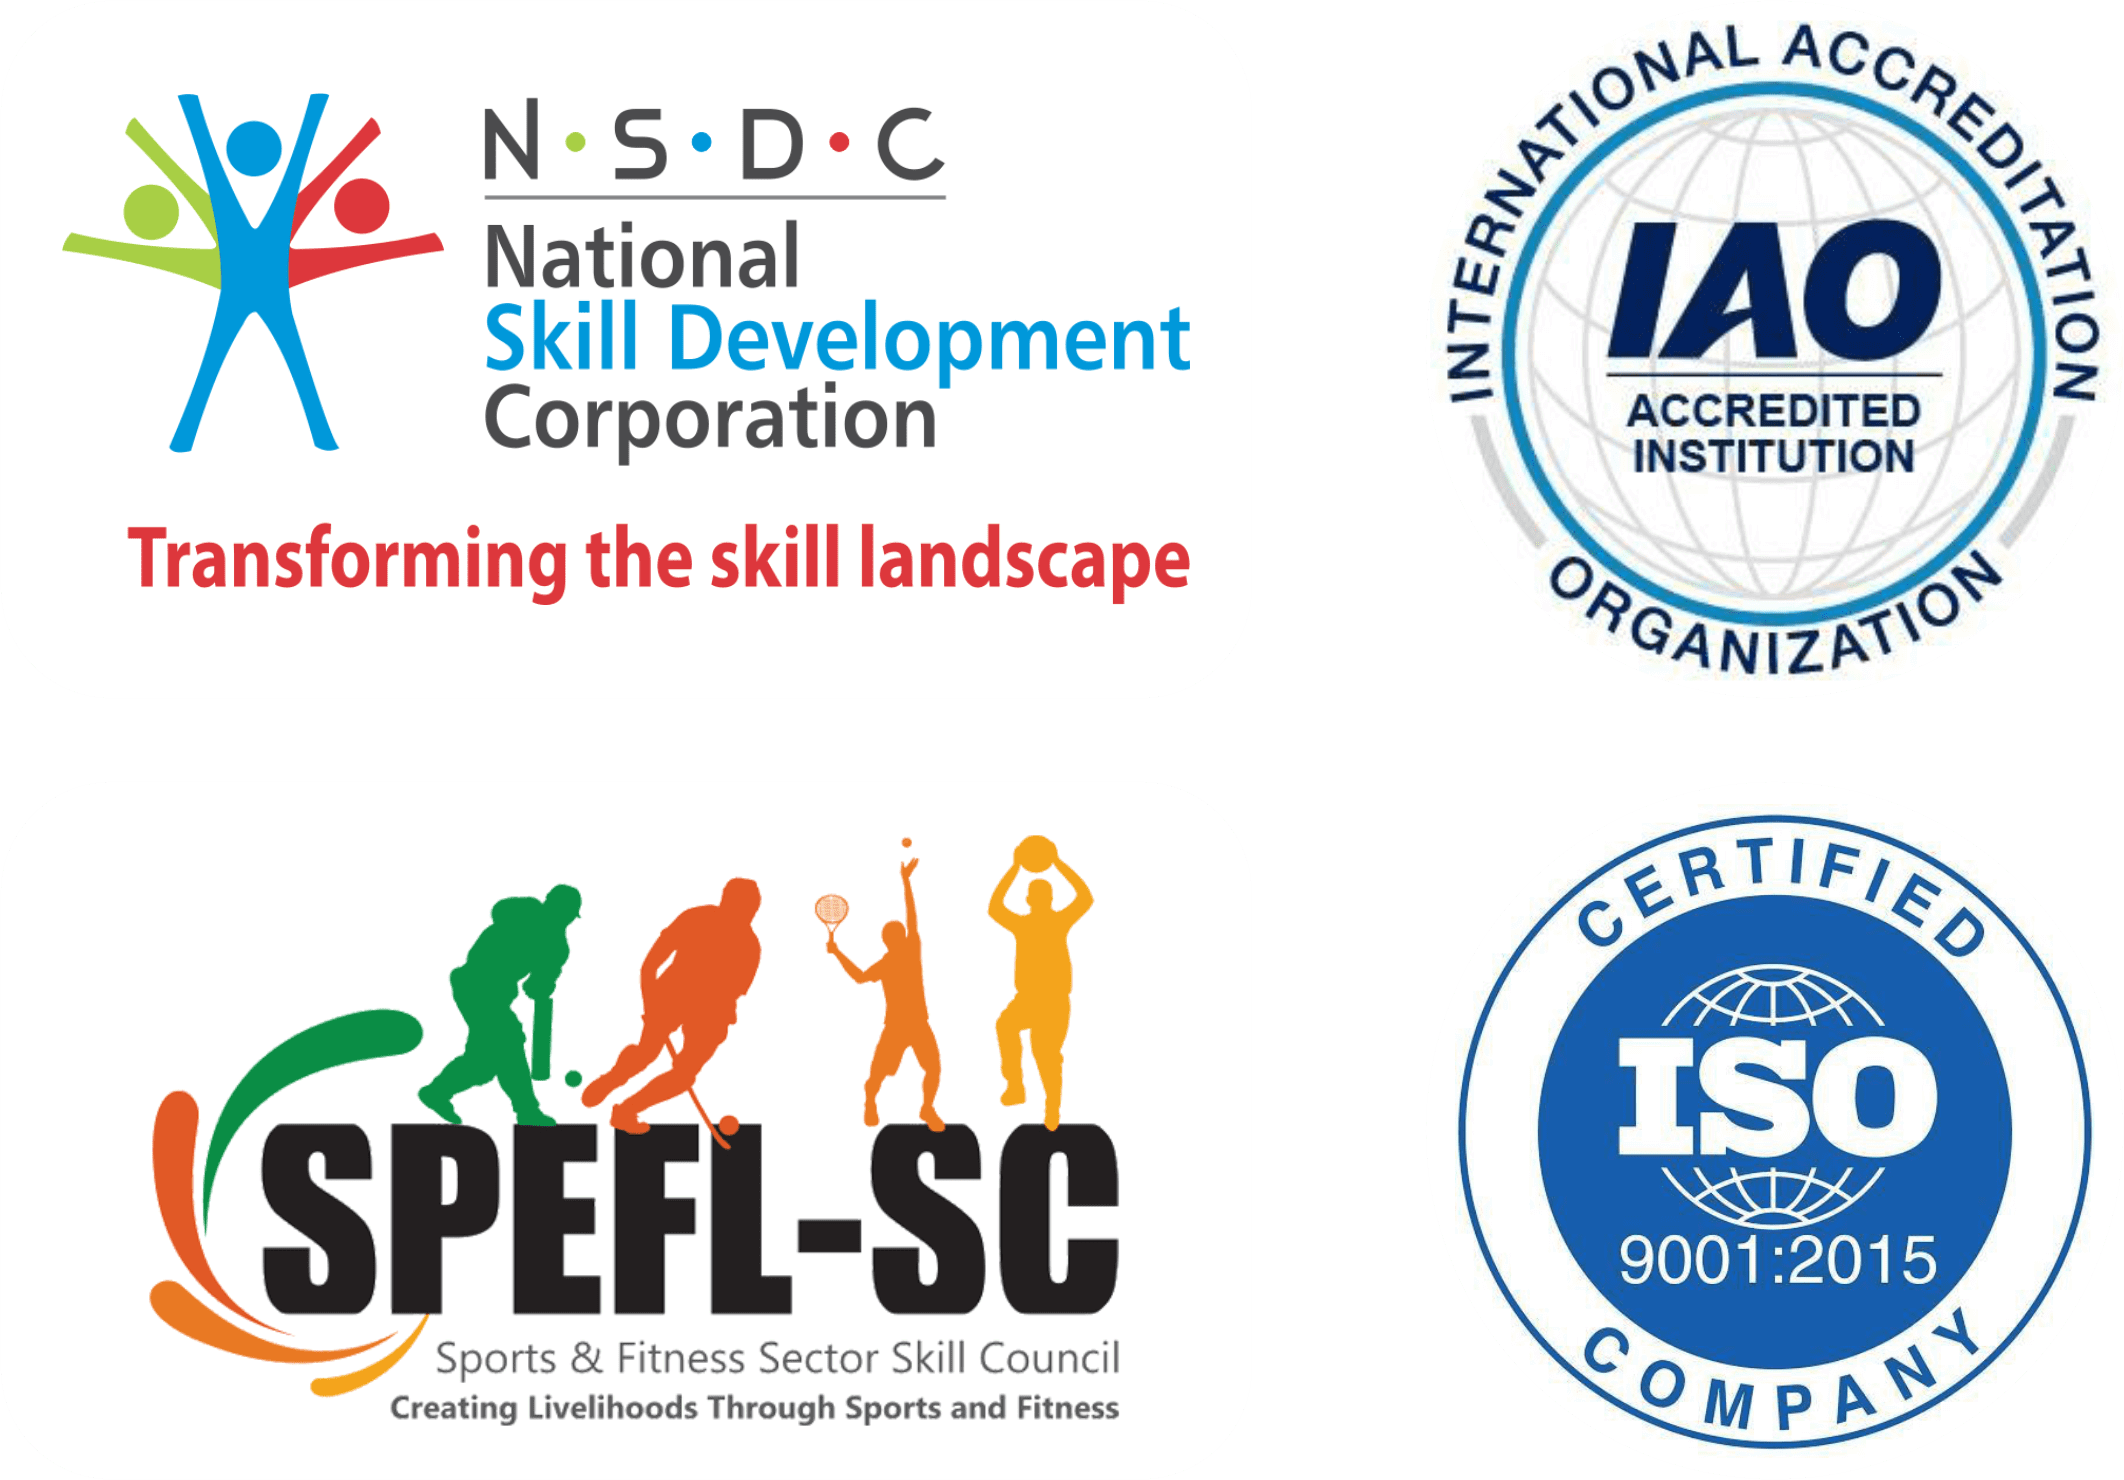 N·S·D·C
National
Skill Development
Corporation
Transforming the skill landscape
INTERNATIONAL ACCREDITATION
IAO
ACCREDITED
INSTITUTION
ORGANIZATION
SPEFL-SC
Sports & Fitness Sector Skill Council
Creating Livelihoods Through Sports and Fitness
CERTIFIED
ISO
9001:2015
COMPANY